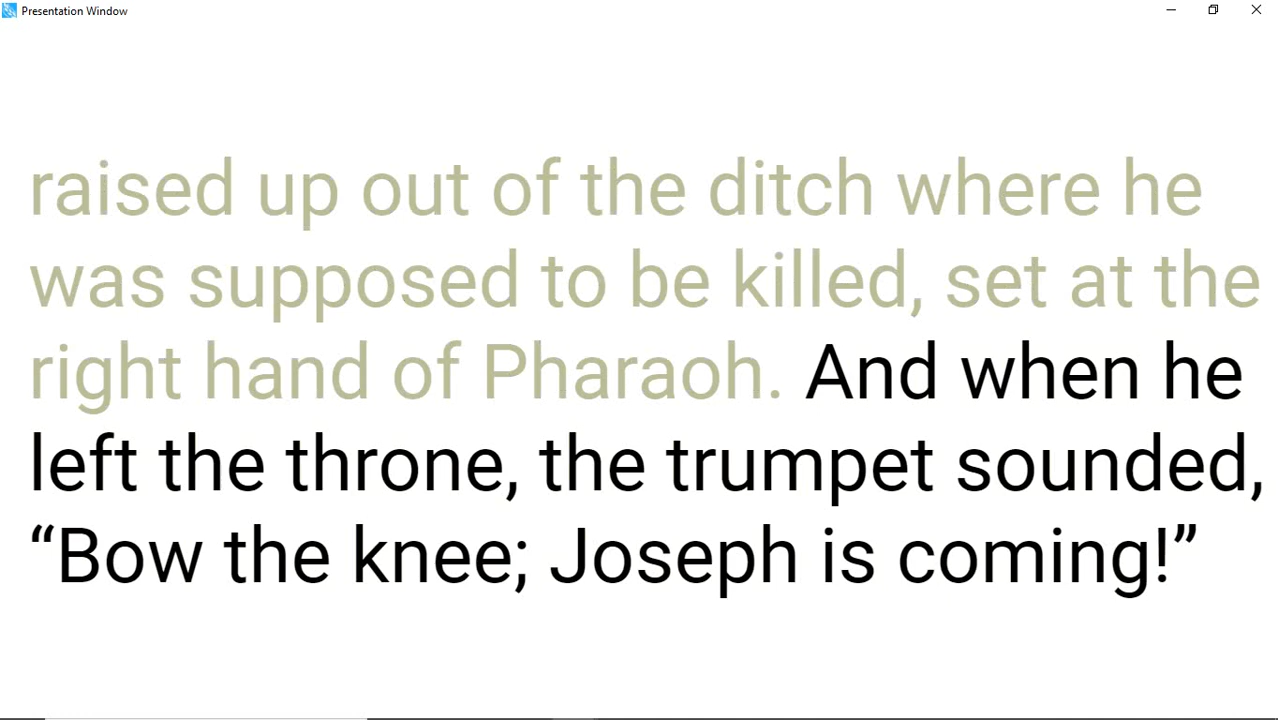 Presentation Window
raised up out of the ditch where he
was supposed to be killed, set at the
right hand of Pharaoh. And when he
left the throne, the trumpet sounded,
“Bow the knee; Joseph is coming!”